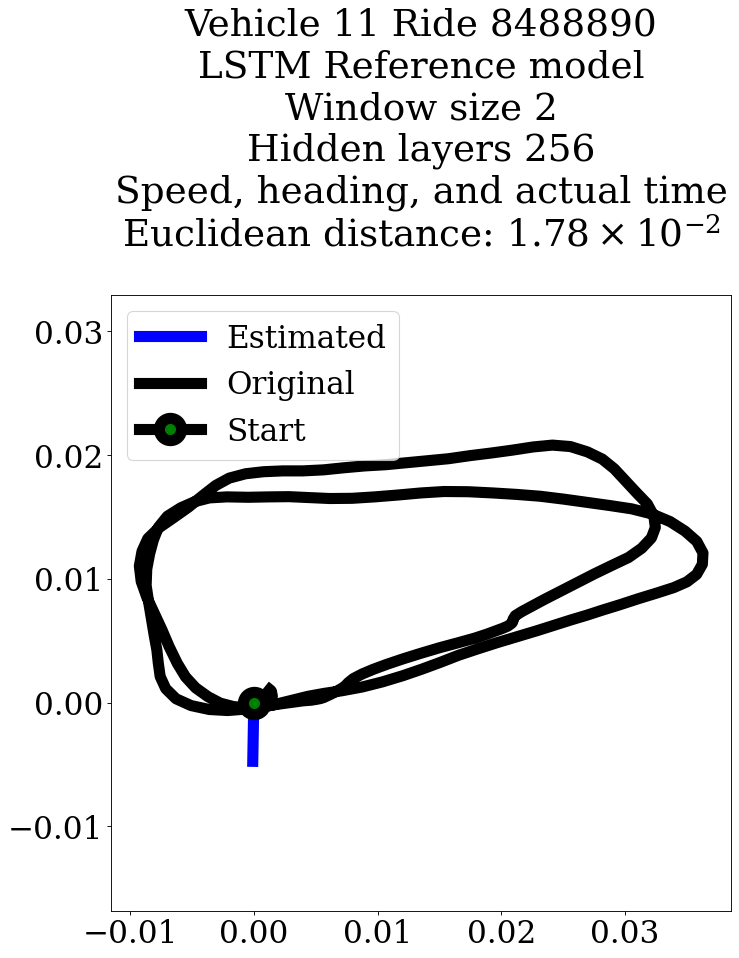 Vehicle 11 Ride 8488890
LSTM Reference model
Window size 2
Hidden layers 256
Speed, heading, and actual time
Euclidean distance: 1.78 × 10⁻²
Estimated
Original
Start
0.03
0.02
0.01
0.00
−0.01
−0.01 0.00 0.01 0.02 0.03